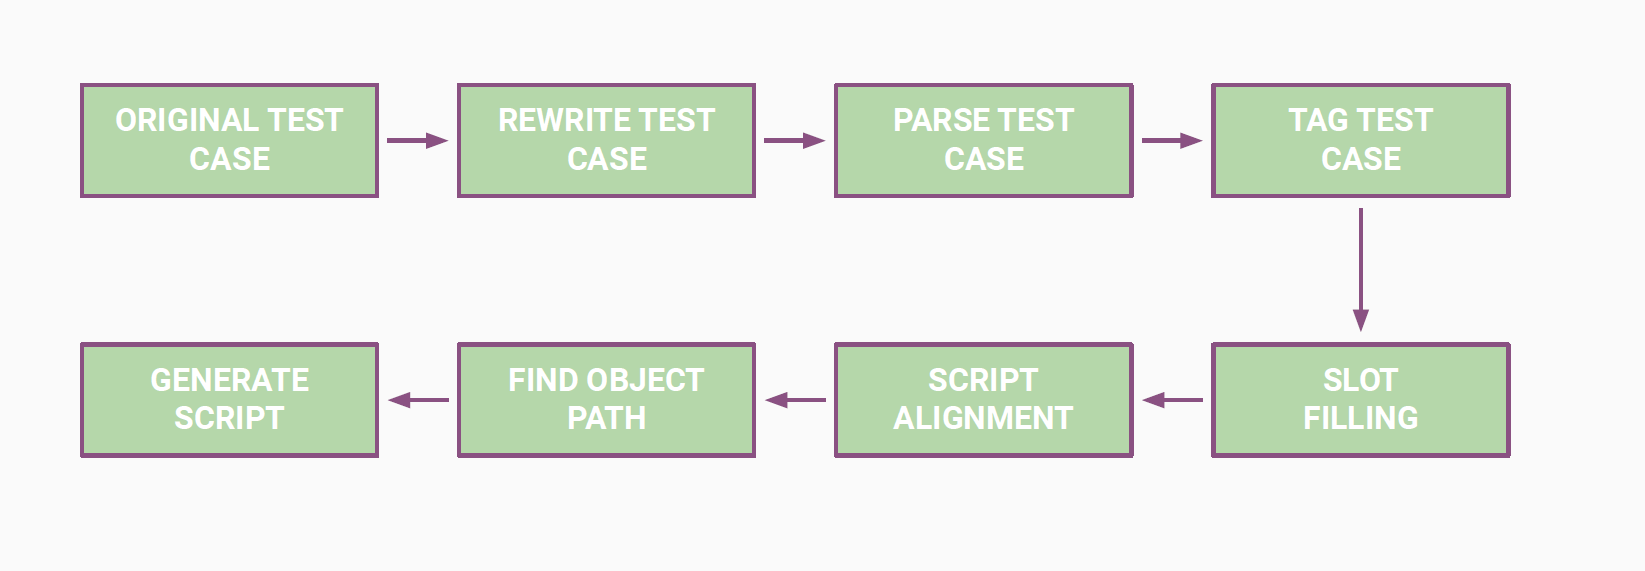 ORIGINAL TEST
CASE
REWRITE TEST
CASE
PARSE TEST
CASE
TAG TEST
CASE
SLOT
FILLING
SCRIPT
ALIGNMENT
FIND OBJECT
PATH
GENERATE
SCRIPT